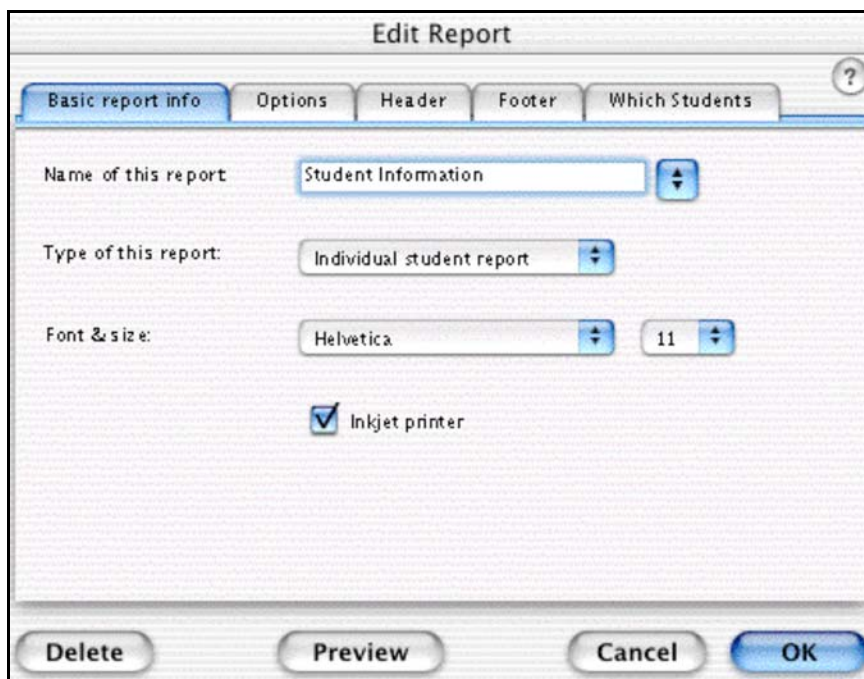 Edit Report
?
Basic report info Options Header Footer Which Students
Name of this report Student Information
Type of this report: Individual student report
Font & size: Helvetica 11
Inkjet printer
Delete Preview Cancel OK